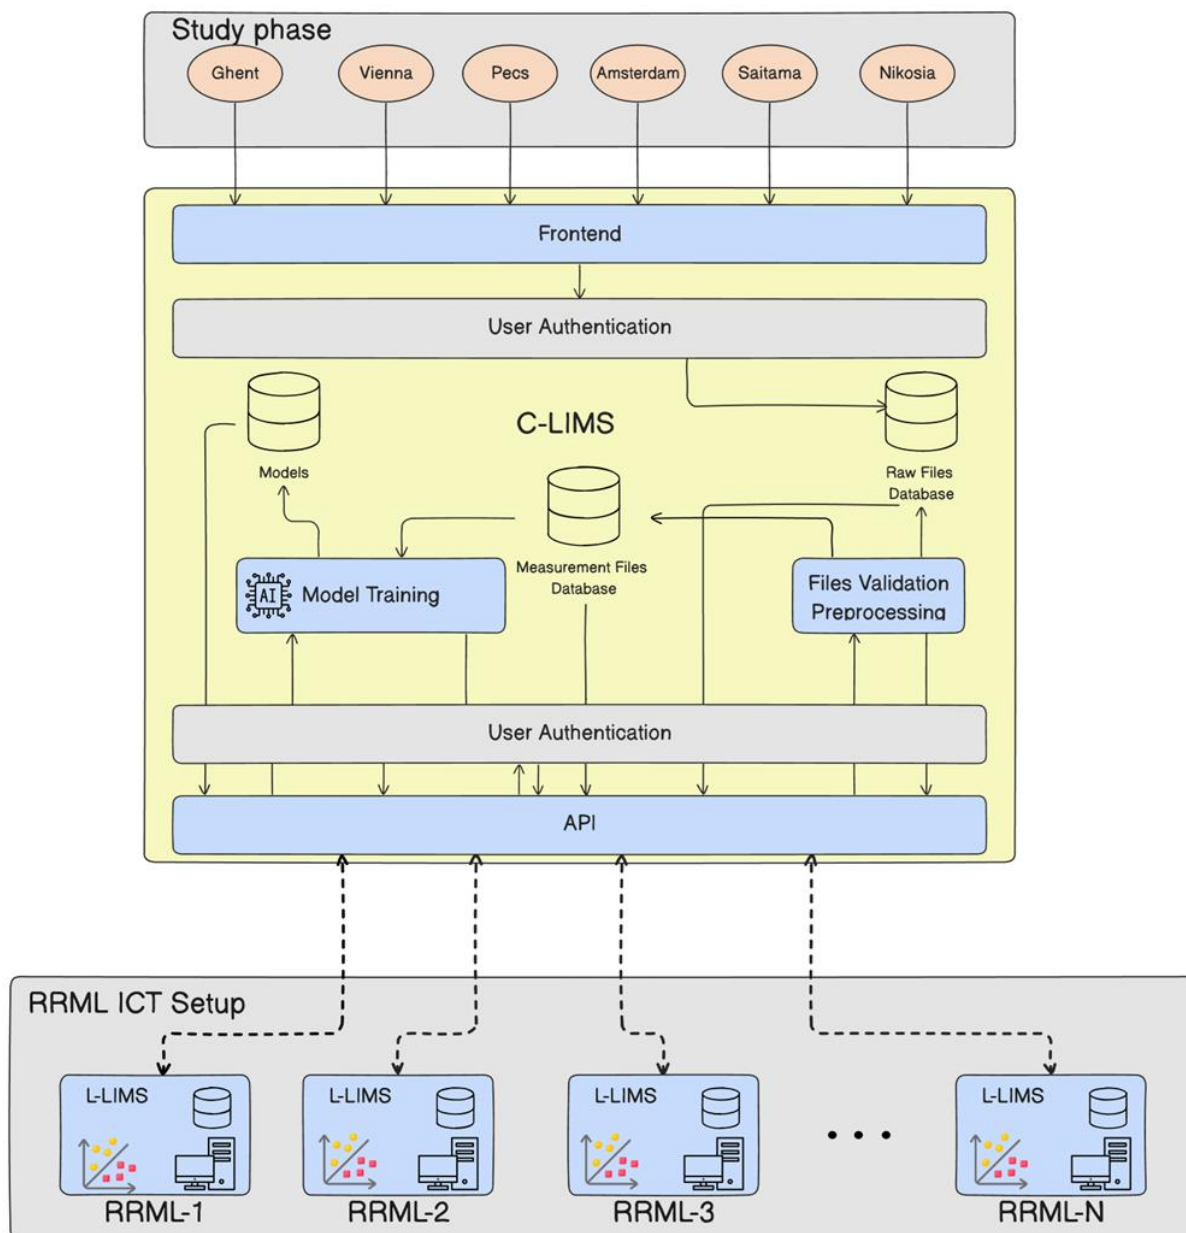 Study phase
Ghent
Vienna
Pecs
Amsterdam
Saitama
Nikosia
Frontend
User Authentication
C-LIMS
Models
Raw Files
Database
Measurement Files
Database
AI
Model Training
Files Validation
Preprocessing
User Authentication
API
RRML ICT Setup
L-LIMS
L-LIMS
L-LIMS
• • •
L-LIMS
RRML-1
RRML-2
RRML-3
RRML-N